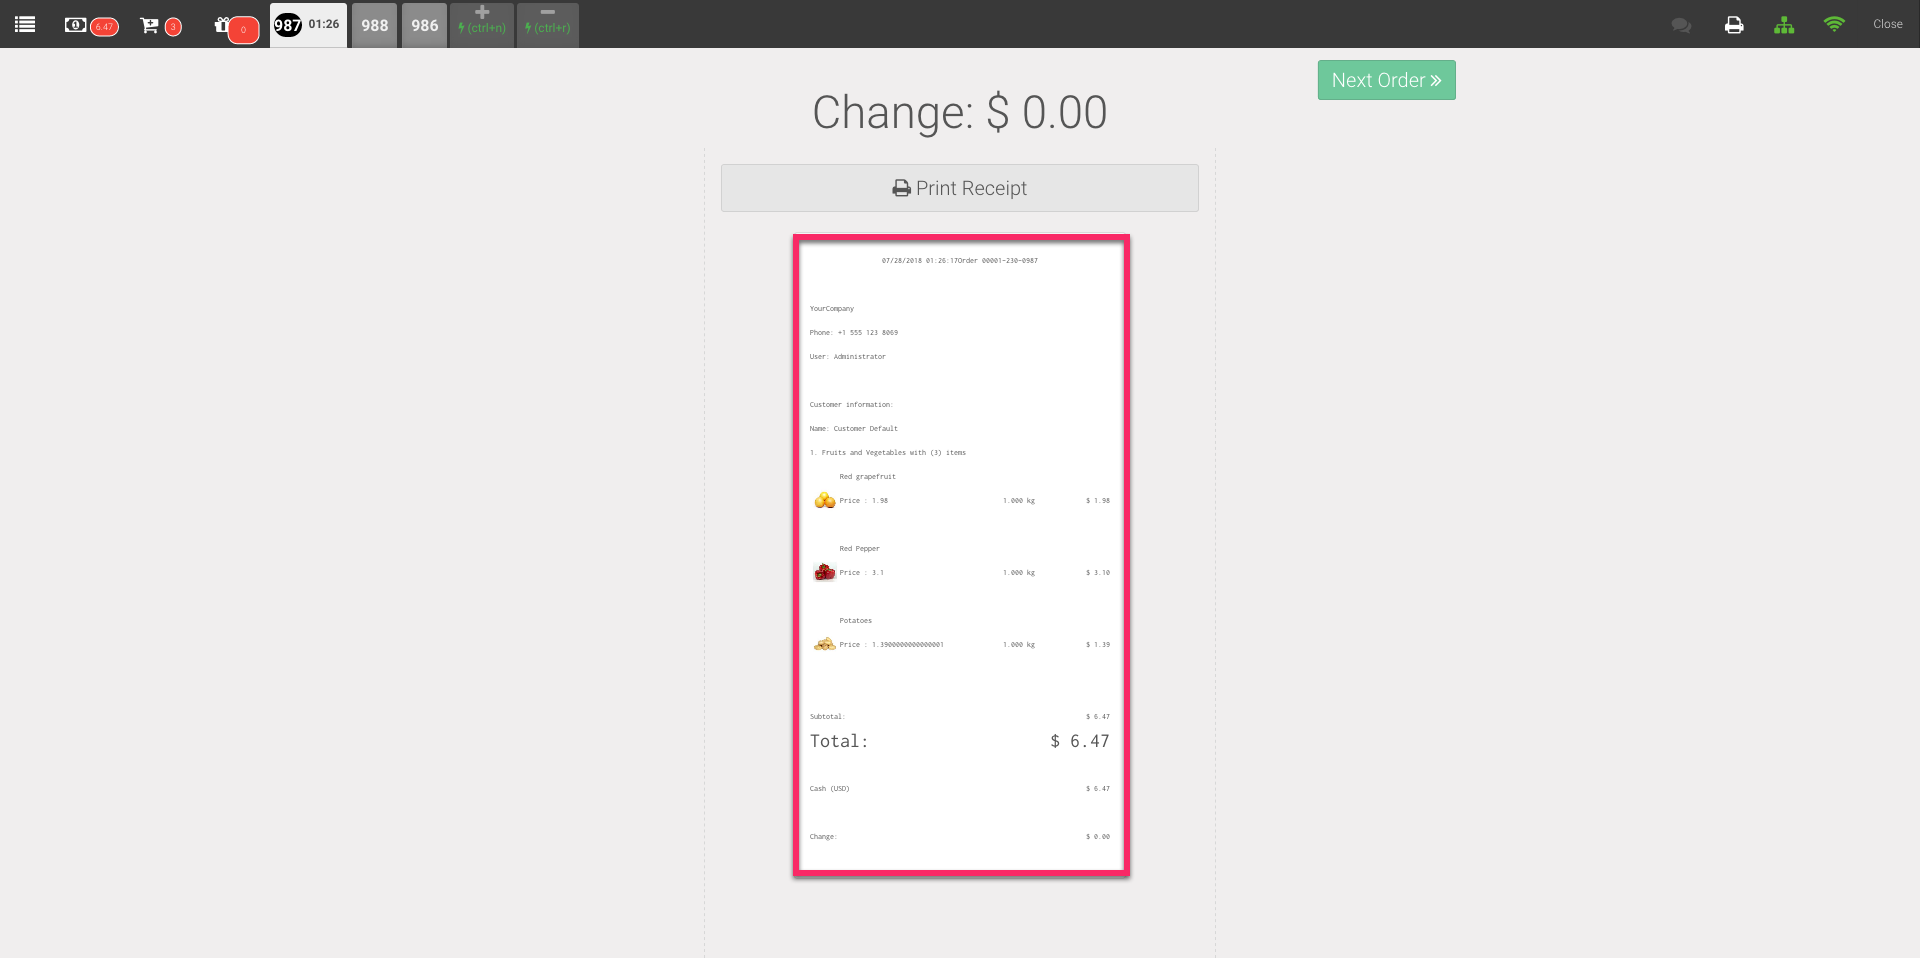 6.47
3
0
987 01:26
988
986
(ctrl+n)
(ctrl+r)
Close
Next Order
Change: $ 0.00
Print Receipt
07/28/2018 01:26:17Order 00001-230-0987
YourCompany
Phone: +1 555 123 8069
User: Administrator
Customer information:
Name: Customer Default
1. Fruits and Vegetables with (3) items
Red grapefruit
Price : 1.98 1.000 kg $ 1.98
Red Pepper
Price : 3.1 1.000 kg $ 3.10
Potatoes
Price : 1.3900000000000001 1.000 kg $ 1.39
Subtotal: $ 6.47
Total: $ 6.47
Cash (USD) $ 6.47
Change: $ 0.00